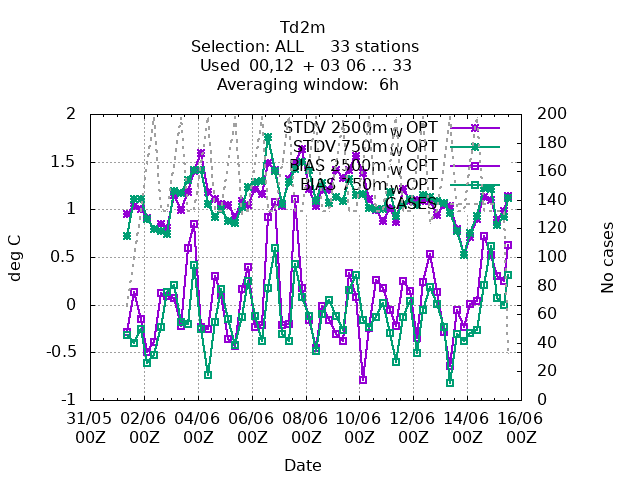 Td2m
Selection: ALL 33 stations
Used 00,12 + 03 06 ... 33
Averaging window: 6h
STDV 2500m W OPT
STDV 750m W OPT
BIAS 2500m W OPT
BIAS 750m W OPT
CASES
2
1.5
1
0.5
0
-0.5
-1
deg C
200
180
160
140
120
100
80
60
40
20
0
No cases
31/05 02/06 04/06 06/06 08/06 10/06 12/06 14/06 16/06
00Z 00Z 00Z 00Z 00Z 00Z 00Z 00Z 00Z
Date